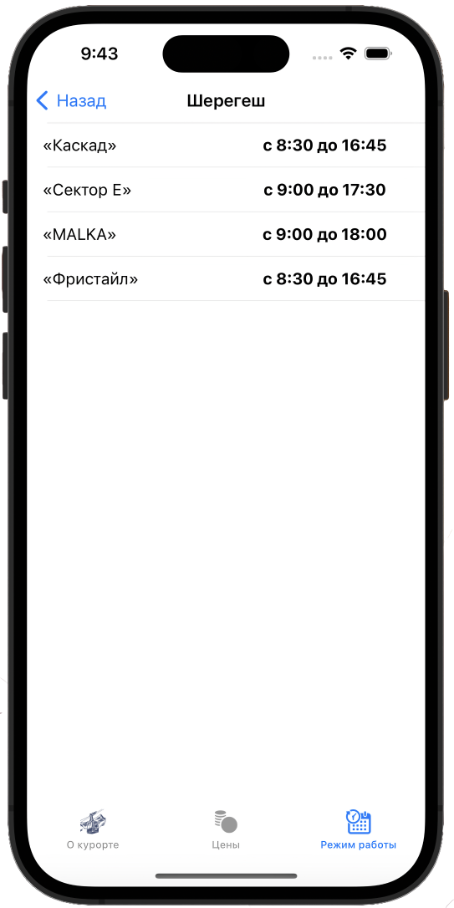 9:43
Назад
Шерегеш
«Каскад» с 8:30 до 16:45
«Сектор Е» с 9:00 до 17:30
«MALKA» с 9:00 до 18:00
«Фристайл» с 8:30 до 16:45
О курорте Цены Режим работы